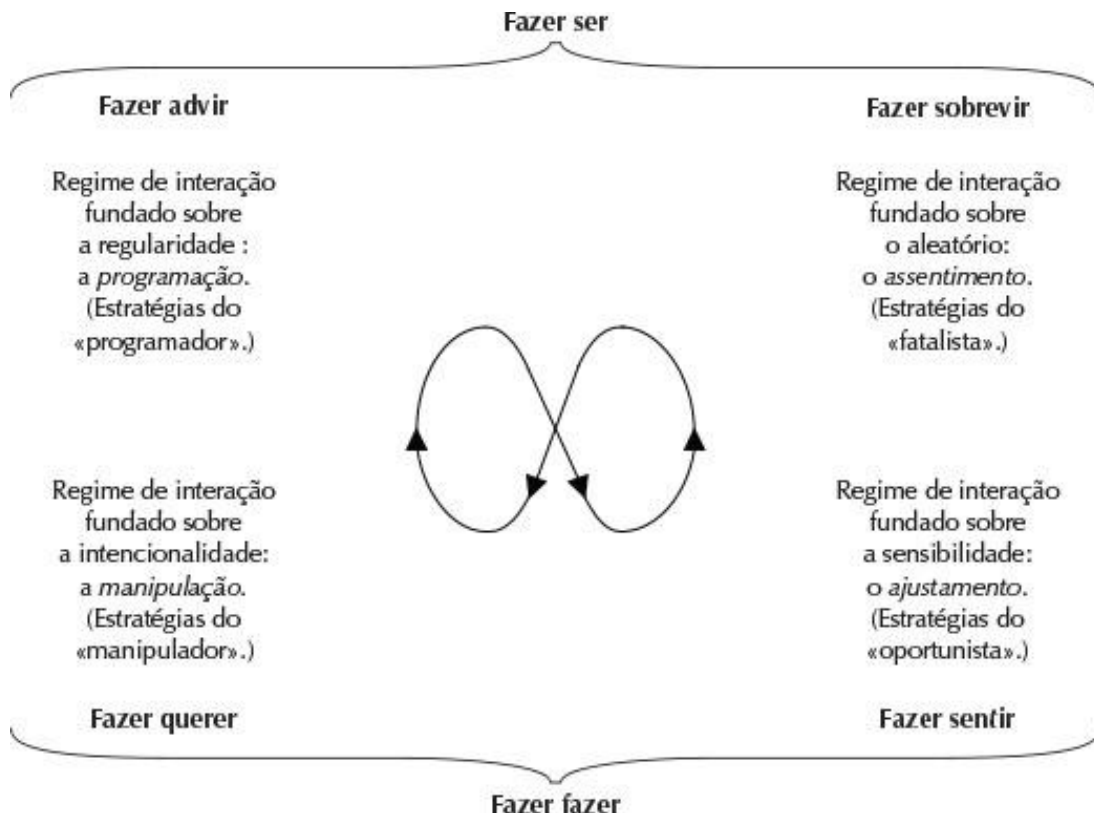 Fazer ser
Fazer advir
Regime de interação
fundado sobre
a regularidade :
a programação.
(Estratégias do
«programador».)
Fazer sobrevir
Regime de interação
fundado sobre
o aleatório:
o assentimento.
(Estratégias do
«fatalista».)
Regime de interação
fundado sobre
a intencionalidade:
a manipulação.
(Estratégias do
«manipulador».)
Fazer querer
Regime de interação
fundado sobre
a sensibilidade:
o ajustamento.
(Estratégias do
«oportunista».)
Fazer sentir
Fazer fazer